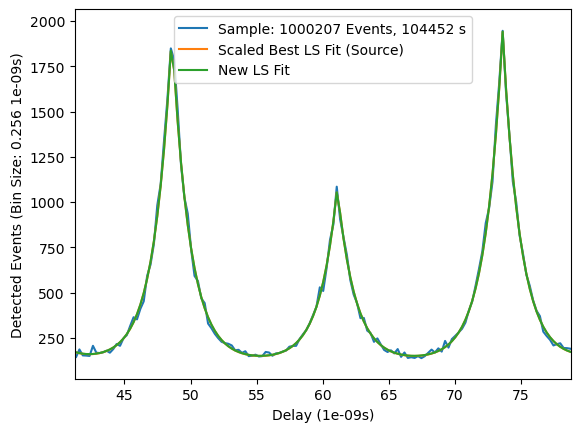 Sample: 1000207 Events, 104452 s
Scaled Best LS Fit (Source)
New LS Fit
2000
1750
1500
1250
1000
750
500
250
Detected Events (Bin Size: 0.256 1e-09s)
45 50 55 60 65 70 75
Delay (1e-09s)